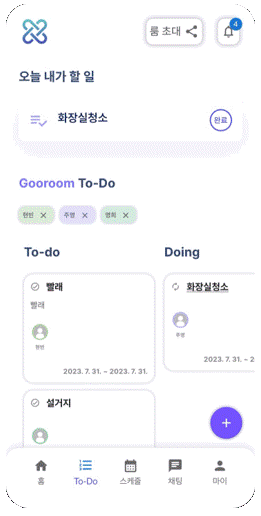 룸 초대
4
오늘 내가 할 일
화장실청소
완료
Gooroom To-Do
현빈 ×
주영 ×
영희 ×
To-do
Doing
빨래
빨래
현빈
2023. 7. 31. ~ 2023. 7. 31.
화장실청소
주영
2023. 7. 31. ~ 2
설거지
+
홈
To-Do
스케줄
채팅
마이